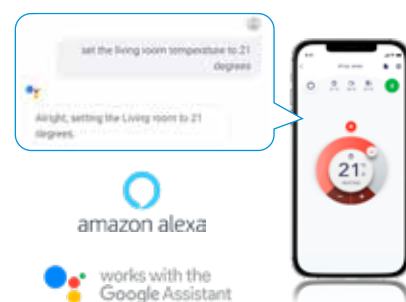 set the living room temperature to 21
degrees
Alright, setting the Living room to 21
degrees.
21
amazon alexa
works with the
Google Assistant